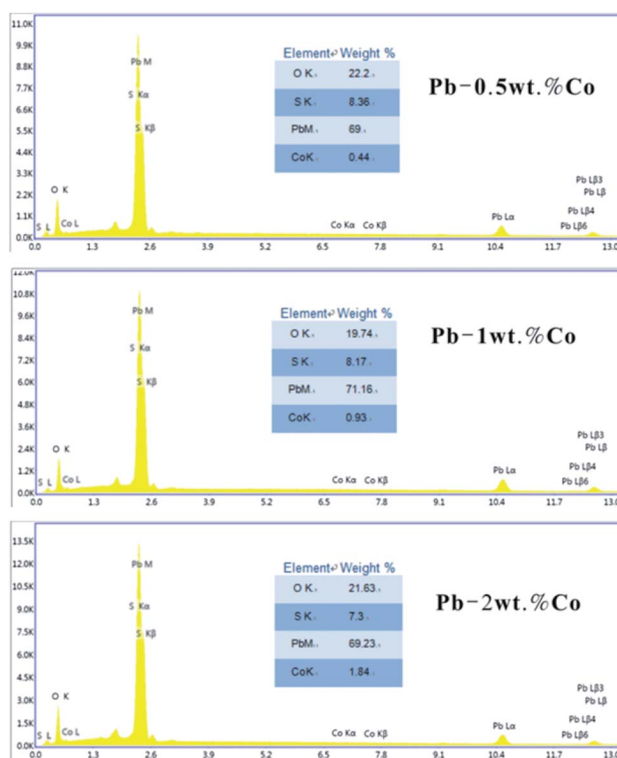 11.0K
9.9K
8.8K
7.7K
6.6K
5.5K
4.4K
3.3K
2.2K
1.1K
0.0K
Pb M
S Kα
S Kβ
O K
S L
Co L
Co Kα
Co Kβ
Pb Lα
Pb Lβ3
Pb Lβ
Pb Lβ4
Pb Lβ6
0.0 1.3 2.6 3.9 5.2 6.5 7.8 9.1 10.4 11.7 13.0
Element Weight %
O K 22.2
S K 8.36
PbM 69
CoK 0.44
Pb-0.5wt.%Co
12.0K
10.8K
9.6K
8.4K
7.2K
6.0K
4.8K
3.6K
2.4K
1.2K
0.0K
Pb M
S Kα
S Kβ
O K
S L
Co L
Co Kα
Co Kβ
Pb Lα
Pb Lβ3
Pb Lβ
Pb Lβ4
Pb Lβ6
0.0 1.3 2.6 3.9 5.2 6.5 7.8 9.1 10.4 11.7 13.0
Element Weight %
O K 19.74
S K 8.17
PbM 71.16
CoK 0.93
Pb-1wt.%Co
13.5K
12.0K
10.5K
9.0K
7.5K
6.0K
4.5K
3.0K
1.5K
0.0K
Pb M
S Kα
S Kβ
O K
S L
Co L
Co Kα
Co Kβ
Pb Lα
Pb Lβ3
Pb Lβ
Pb Lβ4
Pb Lβ6
0.0 1.3 2.6 3.9 5.2 6.5 7.8 9.1 10.4 11.7 13.0
Element Weight %
O K 21.63
S K 7.3
PbM 69.23
CoK 1.84
Pb-2wt.%Co